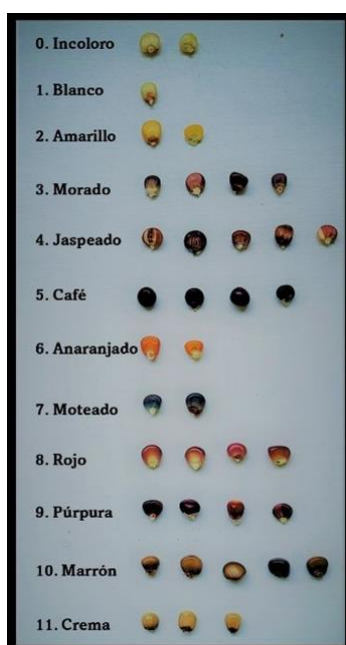 0. Incoloro
1. Blanco
2. Amarillo
3. Morado
4. Jaspeado
5. Café
6. Anaranjado
7. Moteado
8. Rojo
9. Púrpura
10. Marrón
11. Crema